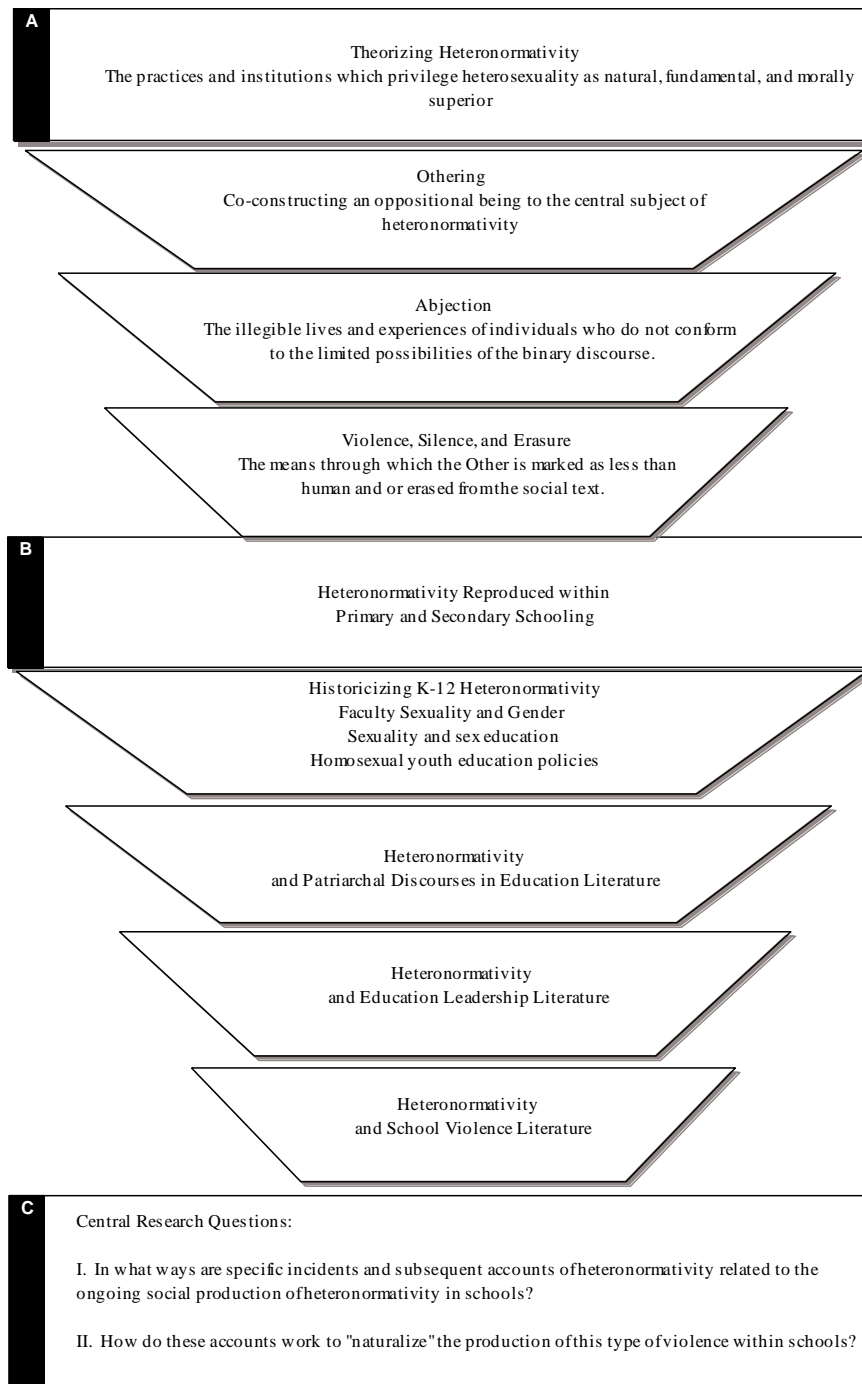 A
Theorizing Heteronormativity
The practices and institutions which privilege heterosexuality as natural, fundamental, and morally
superior
Othering
Co-constructing an oppositional being to the central subject of
heteronormativity
Abjection
The illegible lives and experiences of individuals who do not conform
to the limited possibilities of the binary discourse.
Violence, Silence, and Erasure
The means through which the Other is marked as less than
human and or erased from the social text.
B
Heteronormativity Reproduced within
Primary and Secondary Schooling
Historicizing K-12 Heteronormativity
Faculty Sexuality and Gender
Sexuality and sex education
Homosexual youth education policies
Heteronormativity
and Patriarchal Discourses in Education Literature
Heteronormativity
and Education Leadership Literature
Heteronormativity
and School Violence Literature
C
Central Research Questions:
I. In what ways are specific incidents and subsequent accounts of heteronormativity related to the
ongoing social production of heteronormativity in schools?
II. How do these accounts work to "naturalize" the production of this type of violence within schools?